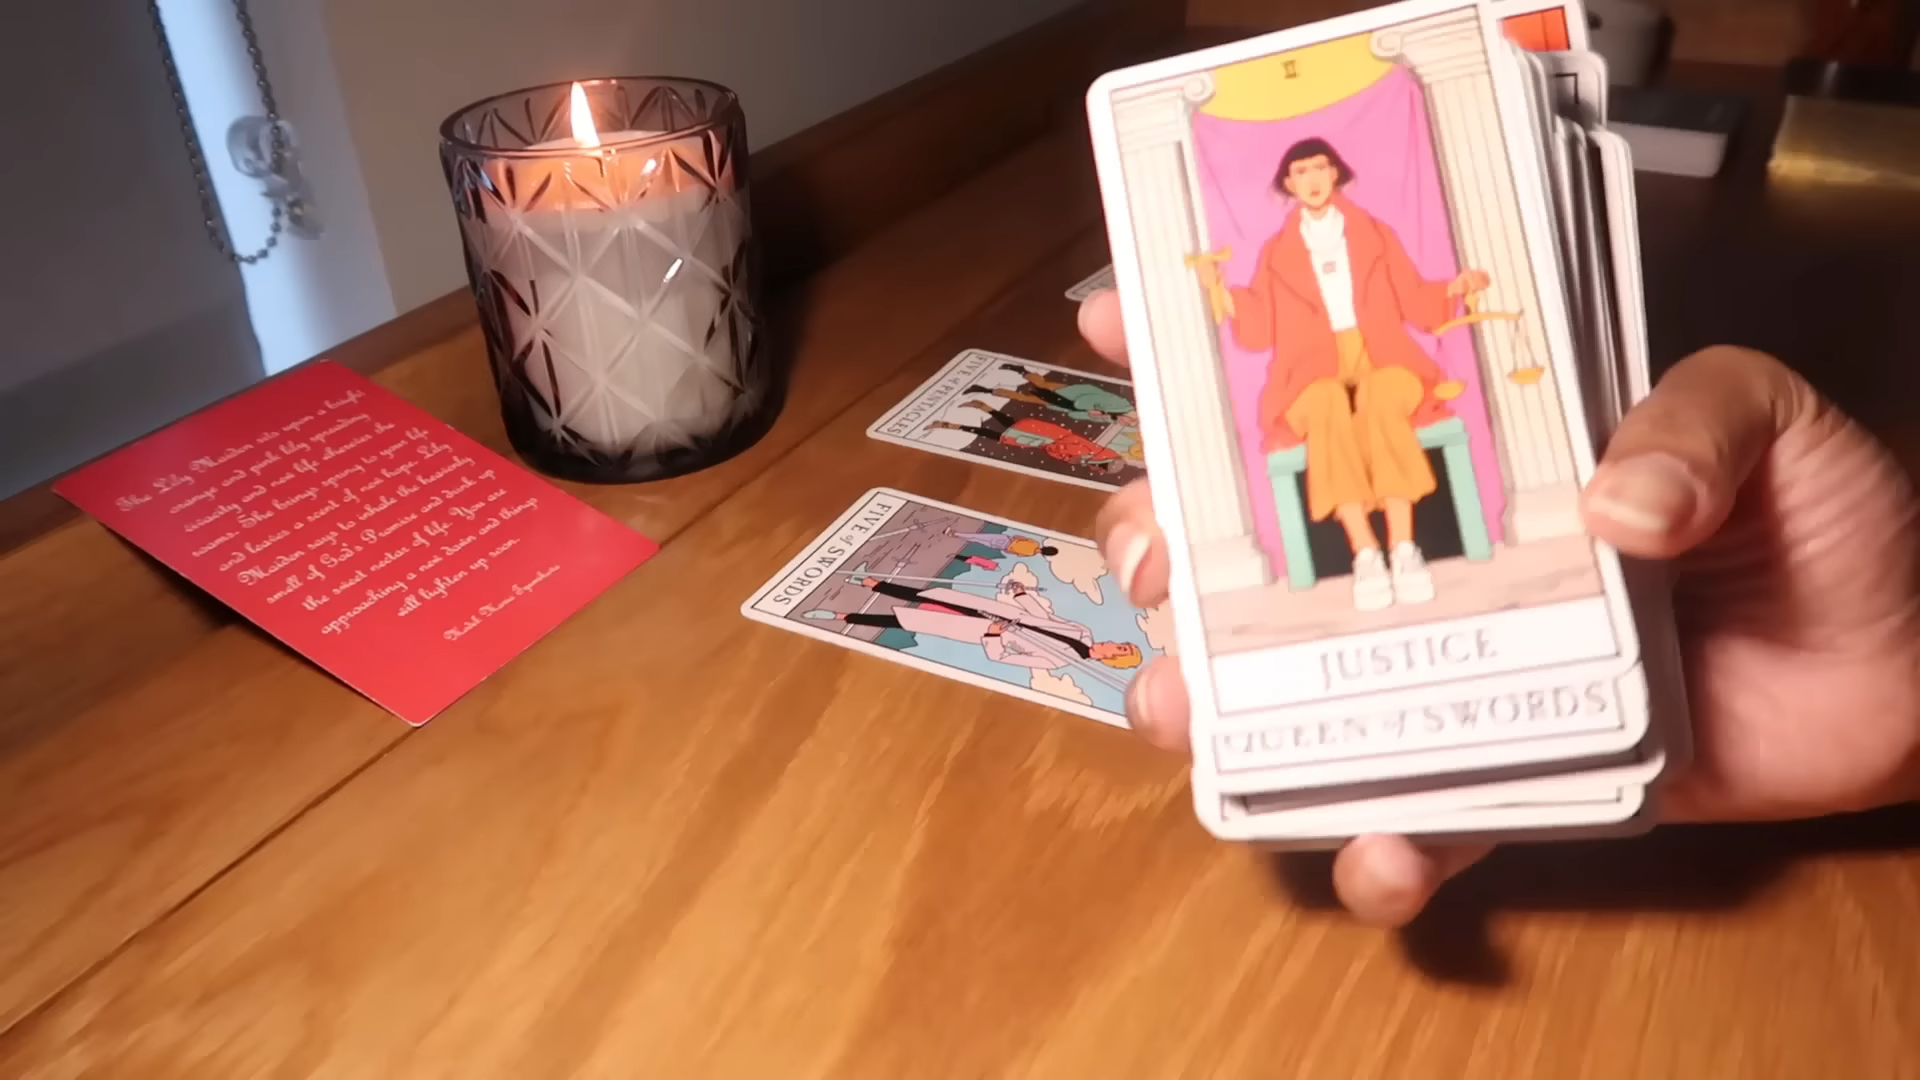 The Lily Maiden sits upon a bright
orange and pink lily spreading
vivacity and new life wherever she
roams. She brings spring to your life
and leaves a scent of new hope. Lily
Maiden says to inhale the heavenly
smell of God's Promise and drink up
the sweet nectar of life. You are
approaching a new dawn and things
will lighten up soon.
FIVE of PENTACLES
FIVE of SWORDS
JUSTICE
QUEEN of SWORDS